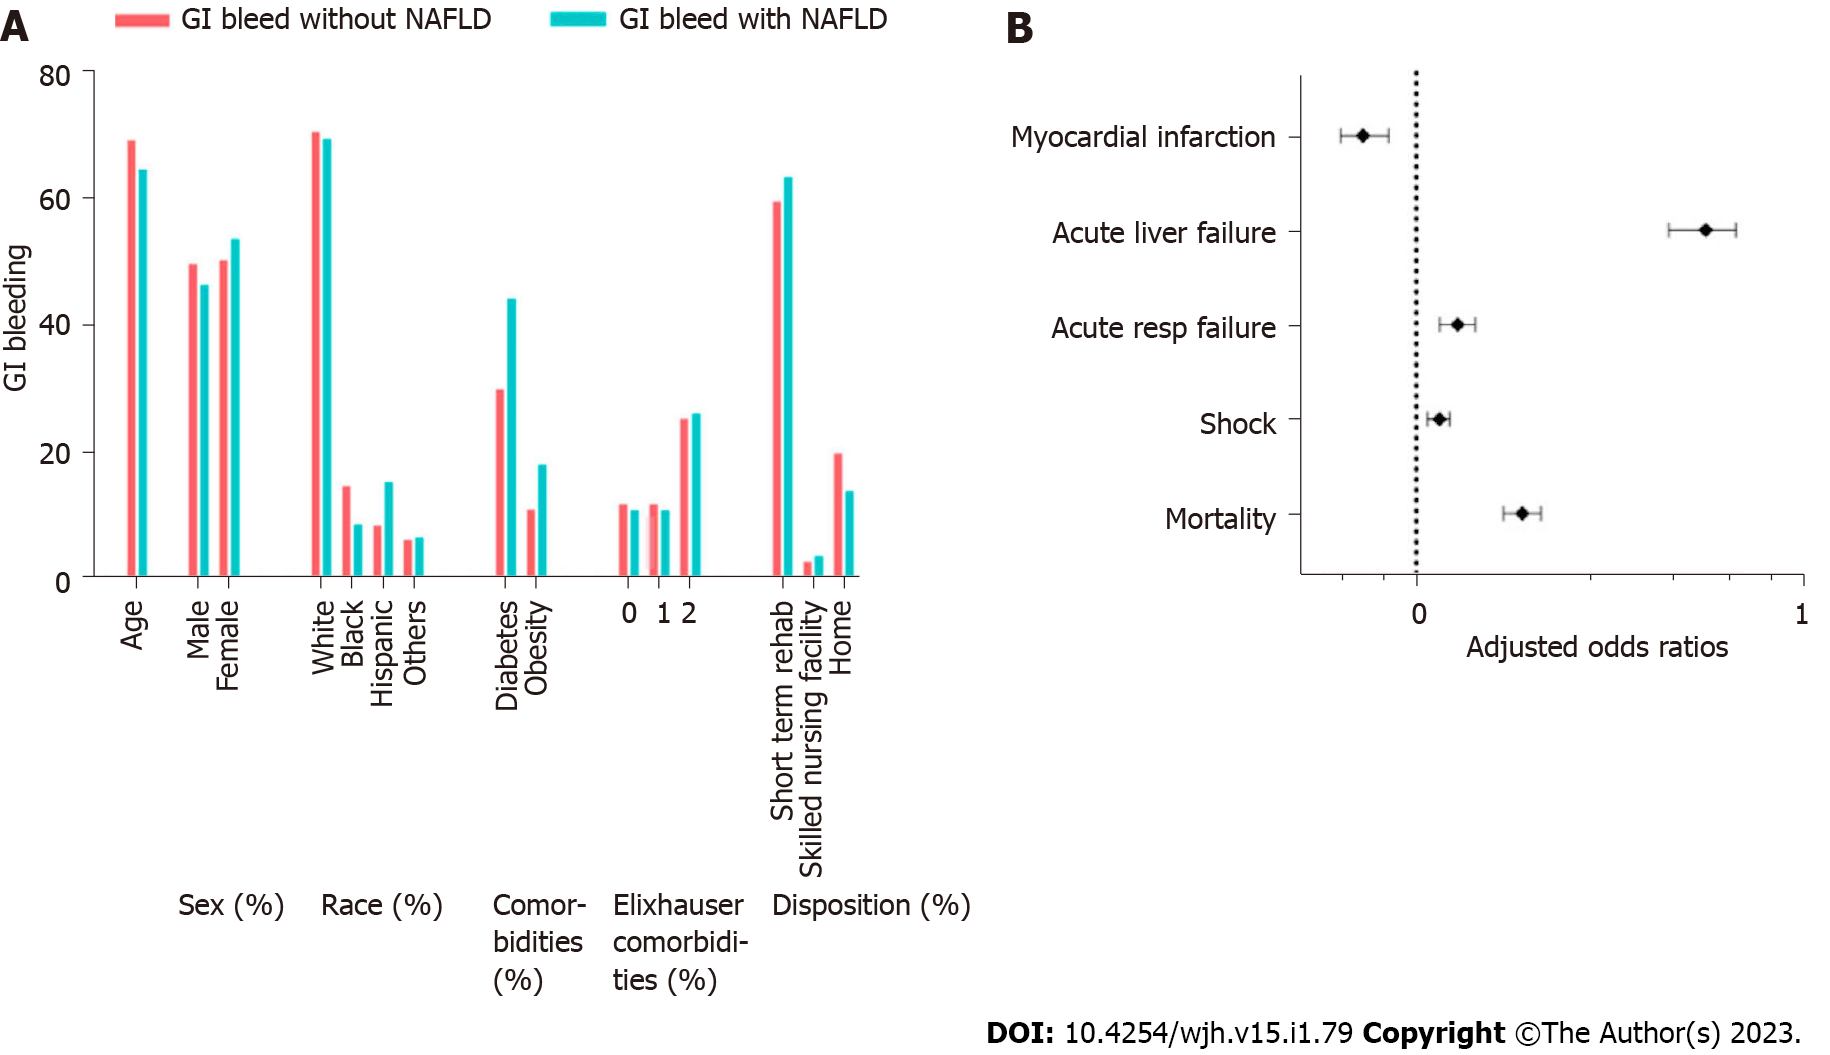 A
GI bleed without NAFLD
GI bleed with NAFLD
80
60
40
20
0
GI bleeding
Age
Male
Female
White
Black
Hispanic
Others
Diabetes
Obesity
0
1
2
Short term rehab
Skilled nursing facility
Home
Sex (%)
Race (%)
Comor-
bidities
(%)
Elixhauser
comorbidi-
ties (%)
Disposition (%)
B
Myocardial infarction
Acute liver failure
Acute resp failure
Shock
Mortality
0
1
Adjusted odds ratios
DOI: 10.4254/wjh.v15.i1.79 Copyright ©The Author(s) 2023.